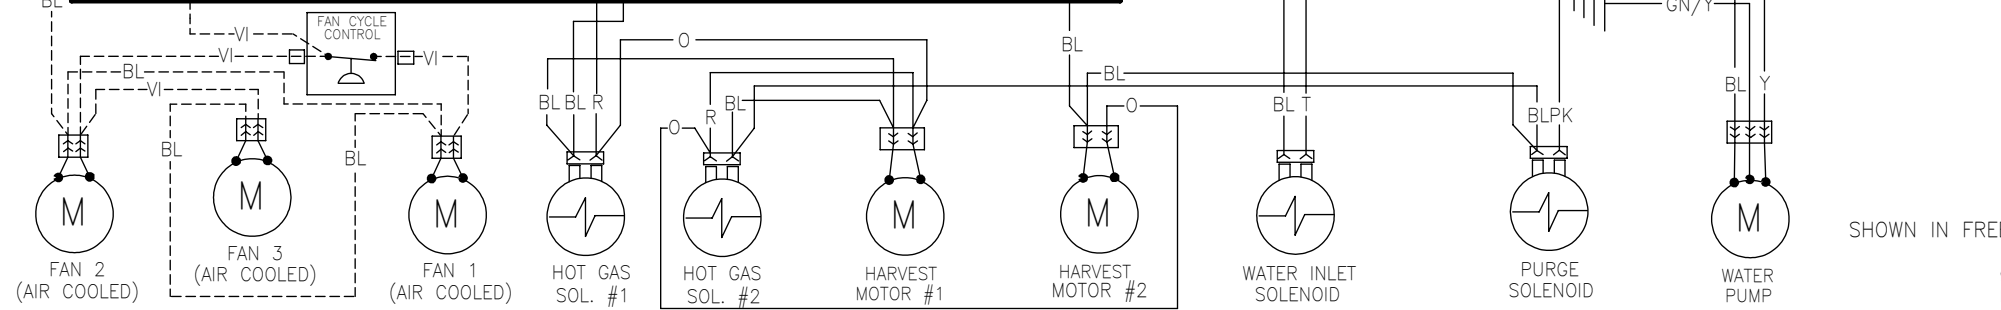 BL
FAN CYCLE
CONTROL
GN/Y
VI
O
VI
VI
BL
BL
BL
VI
BL
Y
BL BL R
BL
O
BL T
R
BLPK
O
BL
BL
M
M
M
M
M
M
FAN 2
(AIR COOLED)
FAN 3
(AIR COOLED)
FAN 1
(AIR COOLED)
HOT GAS
SOL. #1
HOT GAS
SOL. #2
HARVEST
MOTOR #1
HARVEST
MOTOR #2
WATER INLET
SOLENOID
PURGE
SOLENOID
WATER
PUMP
SHOWN IN